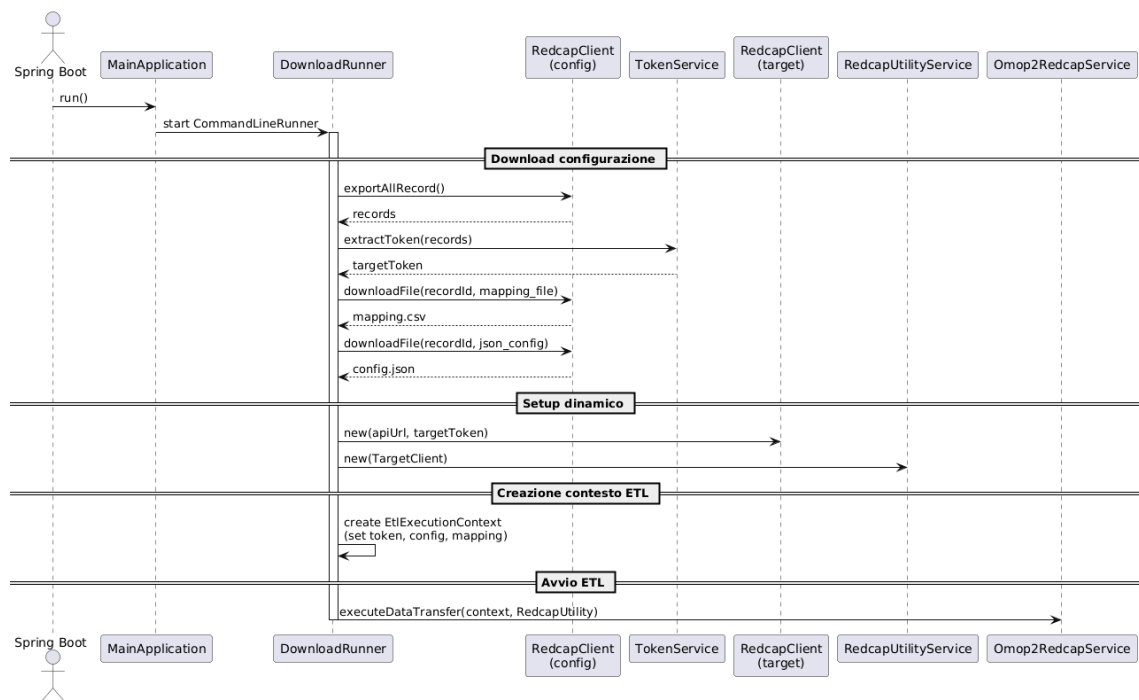 Spring Boot
MainApplication
DownloadRunner
RedcapClient
(config)
TokenService
RedcapClient
(target)
RedcapUtilityService
Omop2RedcapService
run()
start CommandLineRunner
Download configurazione
exportAllRecord()
records
extractToken(records)
targetToken
downloadFile(recordId, mapping_file)
mapping.csv
downloadFile(recordId, json_config)
config.json
Setup dinamico
new(apiUrl, targetToken)
new(TargetClient)
Creazione contesto ETL
create EtlExecutionContext
(set token, config, mapping)
Avvio ETL
executeDataTransfer(context, RedcapUtility)
Spring Boot
MainApplication
DownloadRunner
RedcapClient
(config)
TokenService
RedcapClient
(target)
RedcapUtilityService
Omop2RedcapService